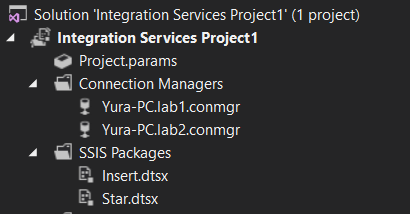 Solution 'Integration Services Project1' (1 project)
Integration Services Project1
Project.params
Connection Managers
Yura-PC.lab1.conmgr
Yura-PC.lab2.conmgr
SSIS Packages
Insert.dtsx
Star.dtsx